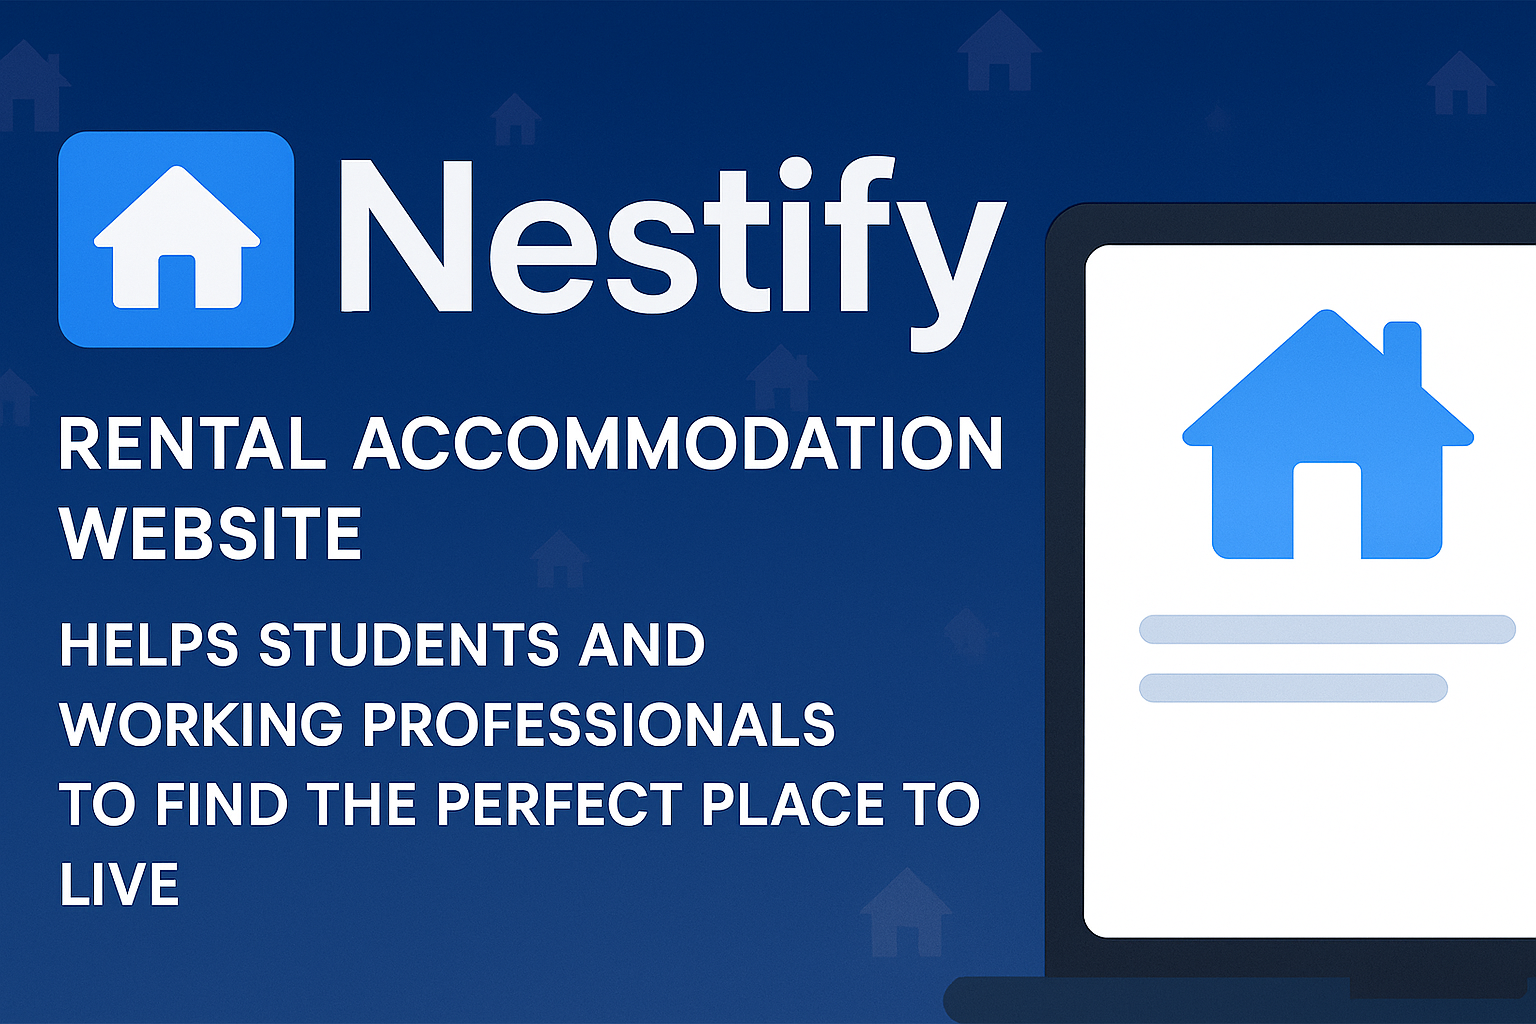 Nestify
RENTAL ACCOMMODATION
WEBSITE
HELPS STUDENTS AND
WORKING PROFESSIONALS
TO FIND THE PERFECT PLACE TO
LIVE